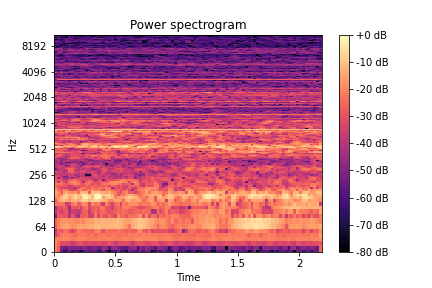 Power spectrogram
Hz
8192
4096
2048
1024
512
256
128
64
0
0 0.5 1 1.5 2
Time
+0 dB
-10 dB
-20 dB
-30 dB
-40 dB
-50 dB
-60 dB
-70 dB
-80 dB